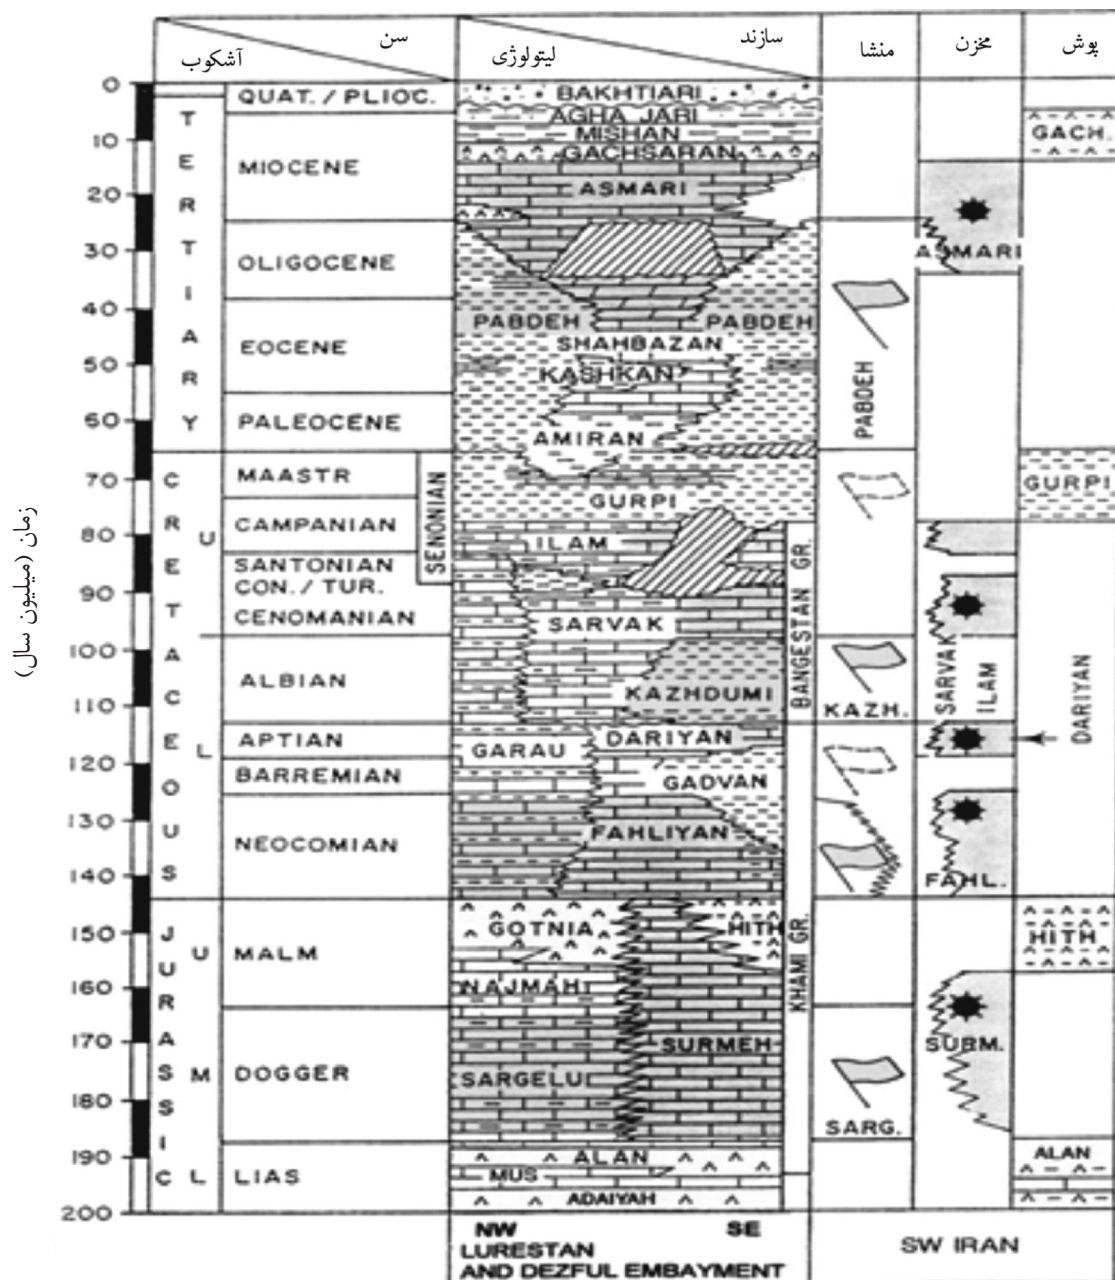 سن
آشکوب
سازند
لیتولوژی
منشا
مخزن
پوش
زمان (میلیون سال)
0
10
20
30
40
50
60
70
80
90
100
110
120
130
140
150
160
170
180
190
200
TERTIARY
CRETACEOUS
U
L
JURASSIC
U
M
L
QUAT. / PLIOC.
MIOCENE
OLIGOCENE
EOCENE
PALEOCENE
MAASTR
CAMPANIAN
SANTONIAN
CON. / TUR.
CENOMANIAN
SENONIAN
ALBIAN
APTIAN
BARREMIAN
NEOCOMIAN
MALM
DOGGER
LIAS
BAKHTIARI
AGHA JARI
MISHAN
GACHSARAN
ASMARI
PABDEH
PABDEH
SHAHBAZAN
KASHKAN?
AMIRAN
GURPI
ILAM
SARVAK
KAZHDUMI
DARIYAN
GARAU
GADVAN
FAHLIYAN
GOTNIA
HITH
NAJMAH
SURMEH
SARGELU
ALAN
MUS
ADAIYAH
BANGESTAN GR.
KHAMI GR.
PABDEH
KAZH.
SARG.
ASMARI
SARVAK
ILAM
FAHL.
SURM.
GACH.
GURPI
DARIYAN
HITH
ALAN
NW SE
LURESTAN
AND DEZFUL EMBAYMENT
SW IRAN